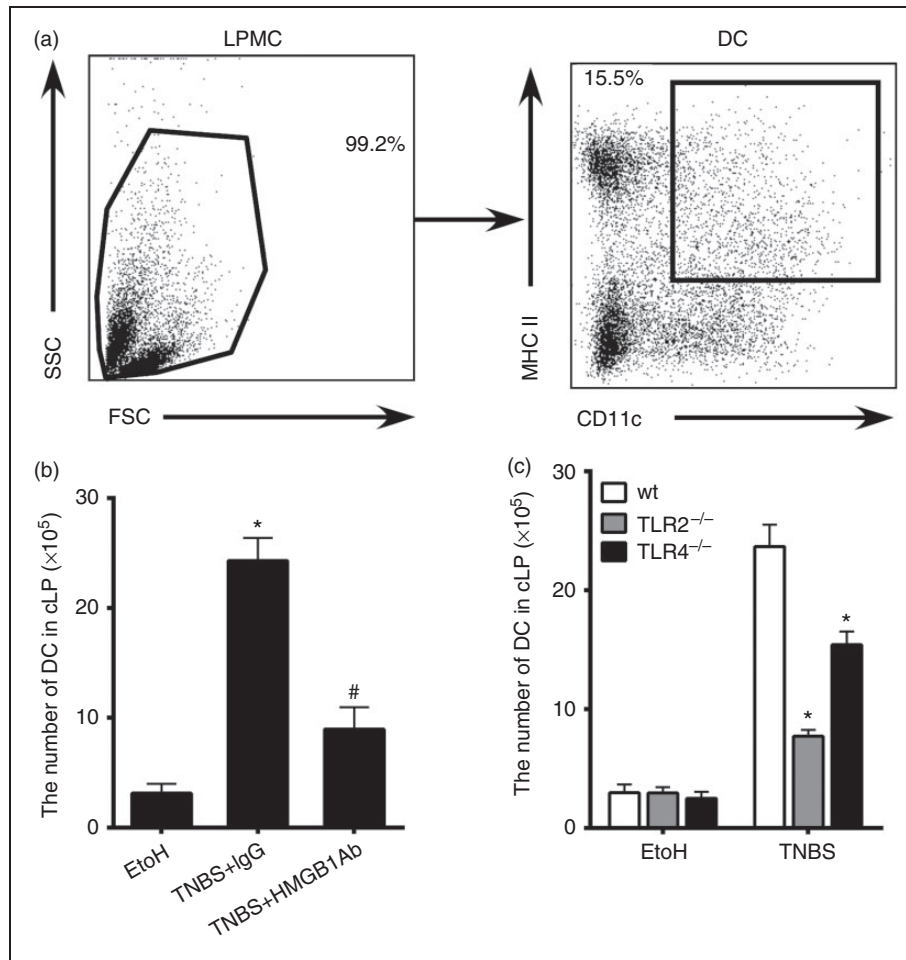 (a)
LPMC
99.2%
SSC
FSC
DC
15.5%
MHC II
CD11c
(b)
The number of DC in cLP (×10⁵)
30
20
10
0
*
#
EtoH
TNBS+IgG
TNBS+HMGB1Ab
(c)
The number of DC in cLP (×10⁵)
30
20
10
0
wt
TLR2⁻/⁻
TLR4⁻/⁻
*
*
EtoH
TNBS